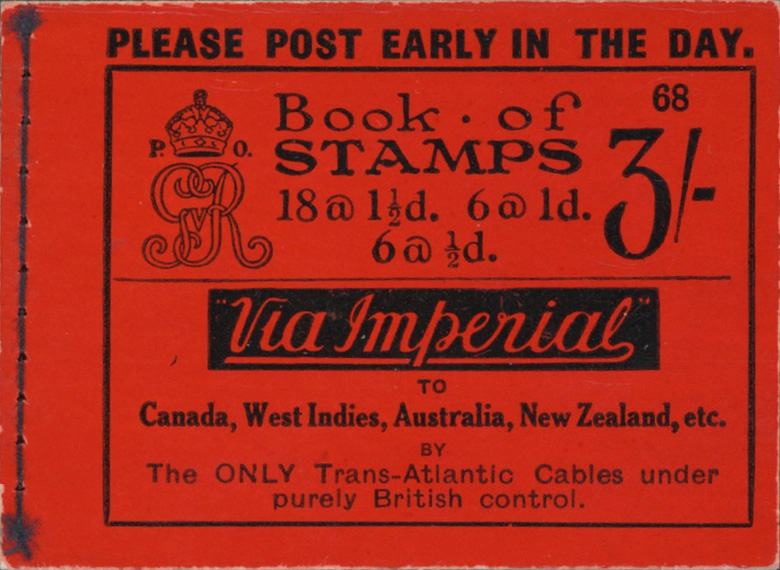 PLEASE POST EARLY IN THE DAY.
68
Book · of
STAMPS
3/-
P. O.
GVR
18 @ 1½d. 6 @ 1d.
6 @ ½d.
"Via Imperial"
TO
Canada, West Indies, Australia, New Zealand, etc.
BY
The ONLY Trans-Atlantic Cables under
purely British control.